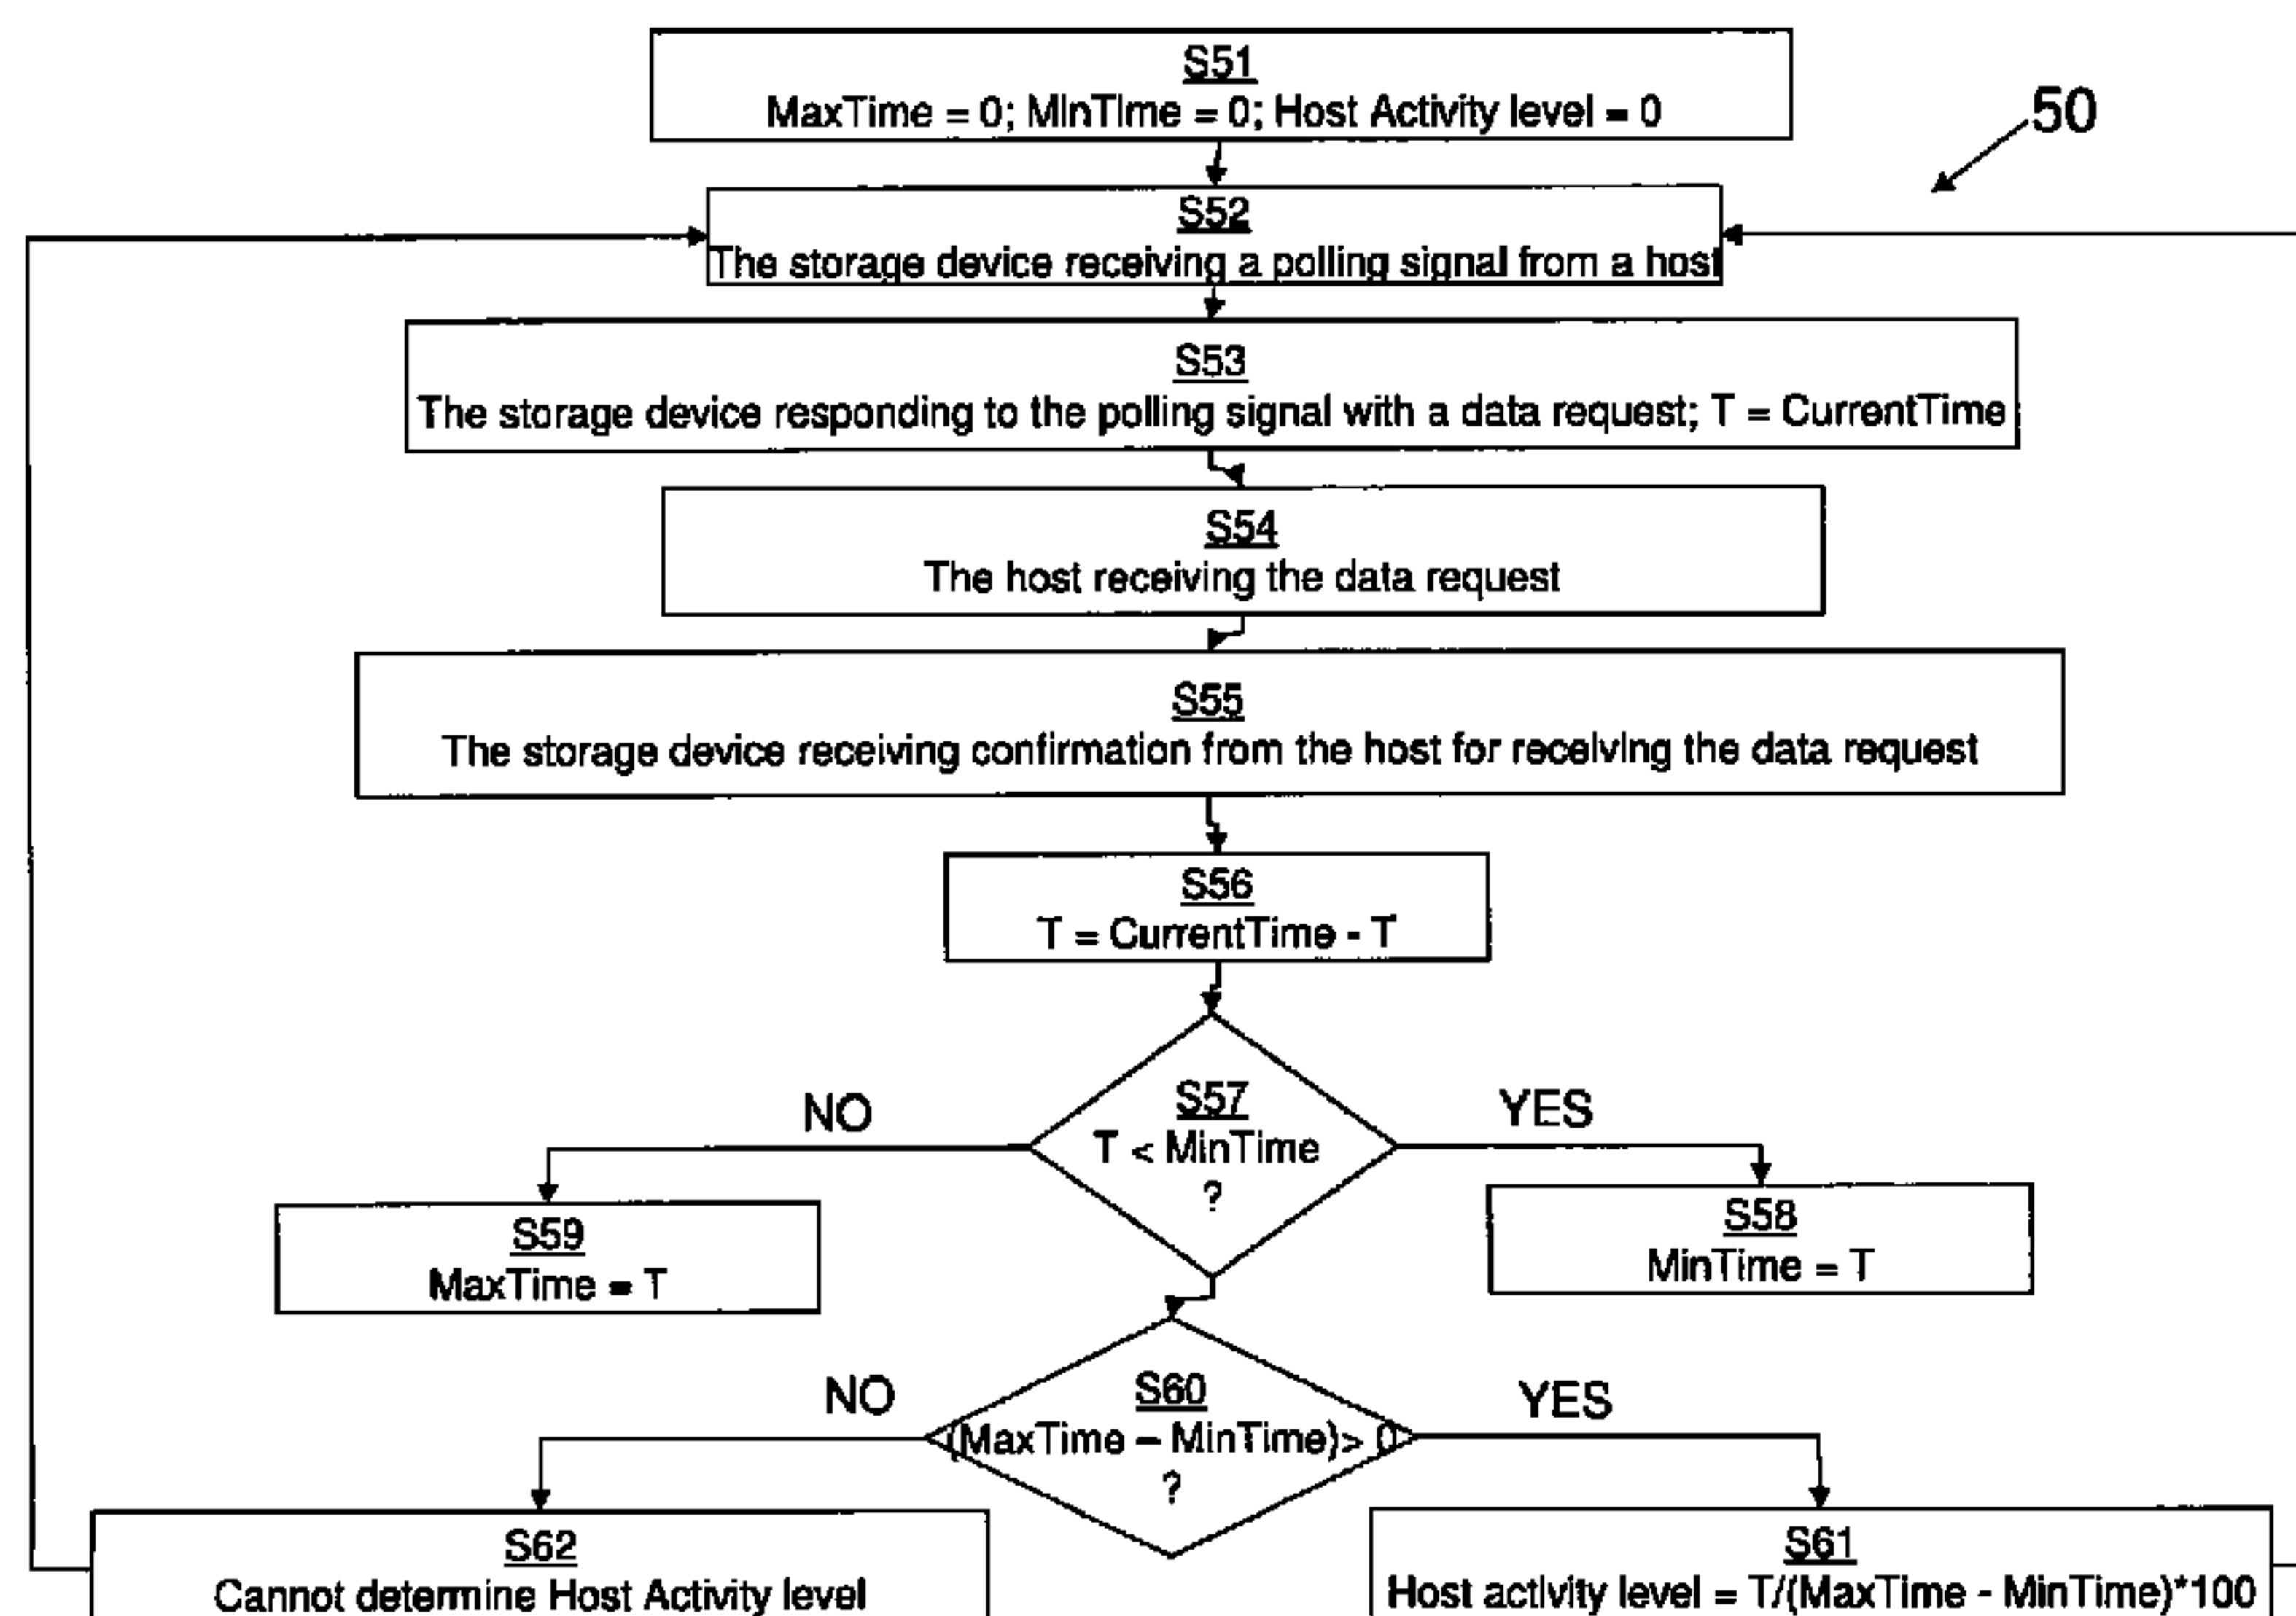 S51
MaxTime = 0; MinTime = 0; Host Activity level = 0
50
S52
The storage device receiving a polling signal from a host
S53
The storage device responding to the polling signal with a data request; T = CurrentTime
S54
The host receiving the data request
S55
The storage device receiving confirmation from the host for receiving the data request
S56
T = CurrentTime - T
S57
T < MinTime
?
NO
YES
S59
MaxTime = T
S58
MinTime = T
S60
(MaxTime – MinTime)> 0
?
NO
YES
S62
Cannot determine Host Activity level
S61
Host activity level = T/(MaxTime - MinTime)*100